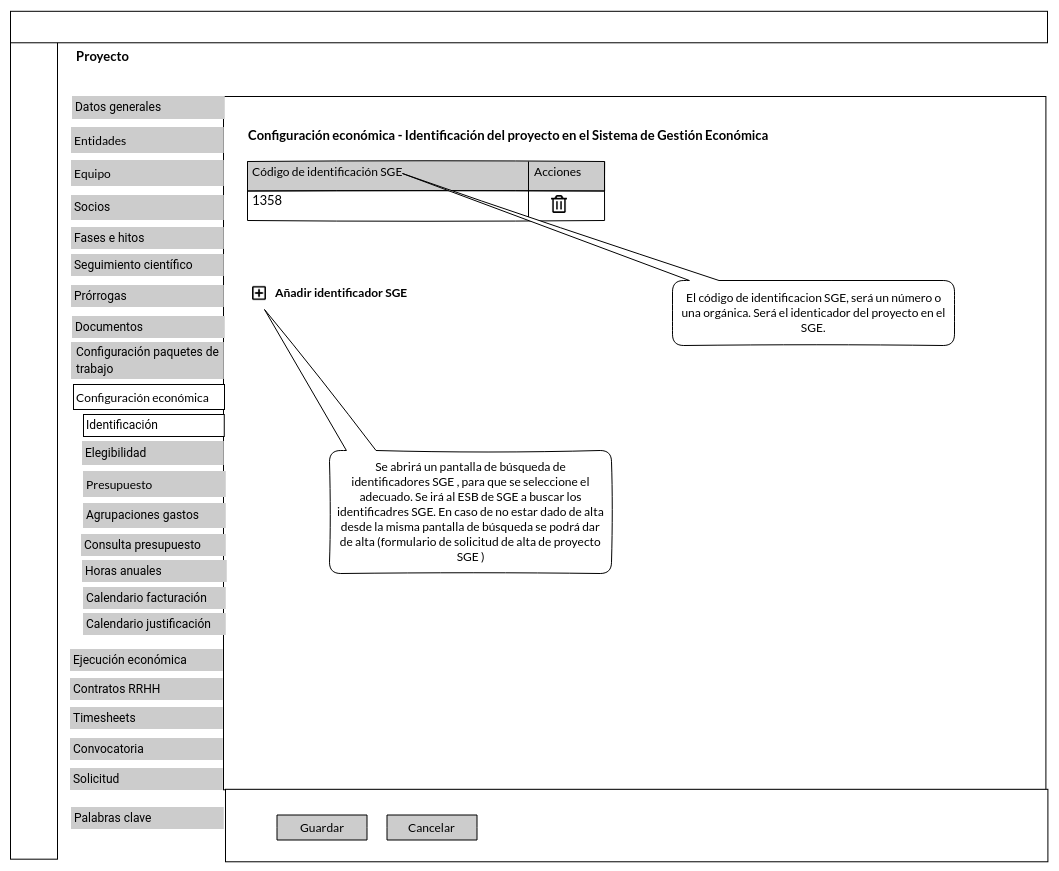 Proyecto
Datos generales
Entidades
Equipo
Socios
Fases e hitos
Seguimiento científico
Prórrogas
Documentos
Configuración paquetes de
trabajo
Configuración económica
Identificación
Elegibilidad
Presupuesto
Agrupaciones gastos
Consulta presupuesto
Horas anuales
Calendario facturación
Calendario justificación
Ejecución económica
Contratos RRHH
Timesheets
Convocatoria
Solicitud
Palabras clave
Configuración económica - Identificación del proyecto en el Sistema de Gestión Económica
Código de identificación SGE
Acciones
1358
Añadir identificador SGE
El código de identificacion SGE, será un número o
una orgánica. Será el identicador del proyecto en el
SGE.
Se abrirá un pantalla de búsqueda de
identificadores SGE , para que se seleccione el
adecuado. Se irá al ESB de SGE a buscar los
identificadres SGE. En caso de no estar dado de alta
desde la misma pantalla de búsqueda se podrá dar
de alta (formulario de solicitud de alta de proyecto
SGE )
Guardar
Cancelar